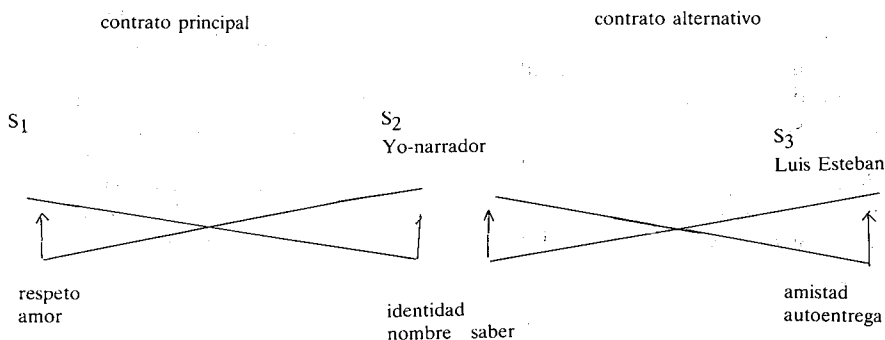 contrato principal
contrato alternativo
S1
S2
Yo-narrador
S3
Luis Esteban
respeto
amor
identidad
nombre saber
amistad
autoentrega